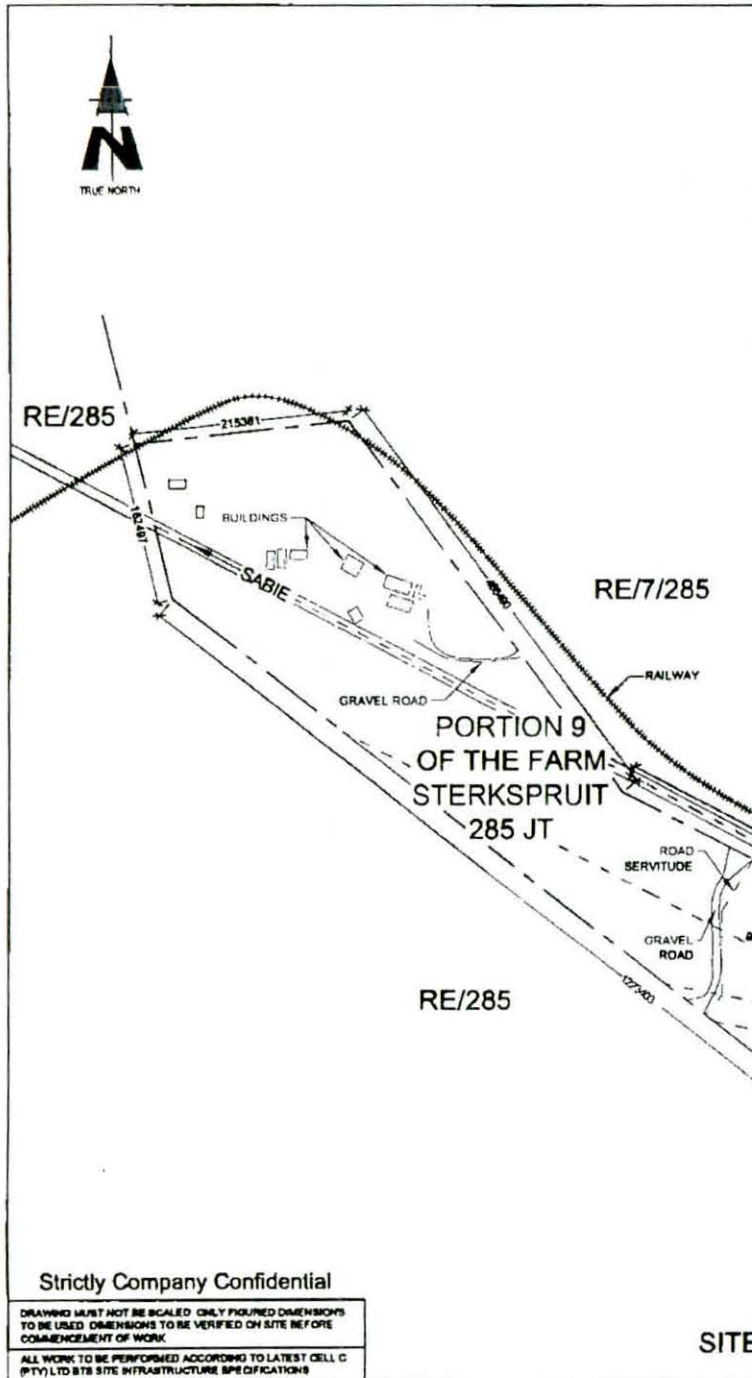 N
TRUE NORTH
RE/285
215361
162497
BUILDINGS
SABIE
RE/7/285
RAILWAY
GRAVEL ROAD
PORTION 9
OF THE FARM
STERKSPRUIT
285 JT
ROAD
SERVITUDE
GRAVEL
ROAD
RE/285
1273403
Strictly Company Confidential
DRAWING MUST NOT BE SCALED ONLY FIGURED DIMENSIONS
TO BE USED DIMENSIONS TO BE VERIFIED ON SITE BEFORE
COMMENCEMENT OF WORK
ALL WORK TO BE PERFORMED ACCORDING TO LATEST CELL C
(PTY) LTD BTS SITE INFRASTRUCTURE SPECIFICATIONS
SITE